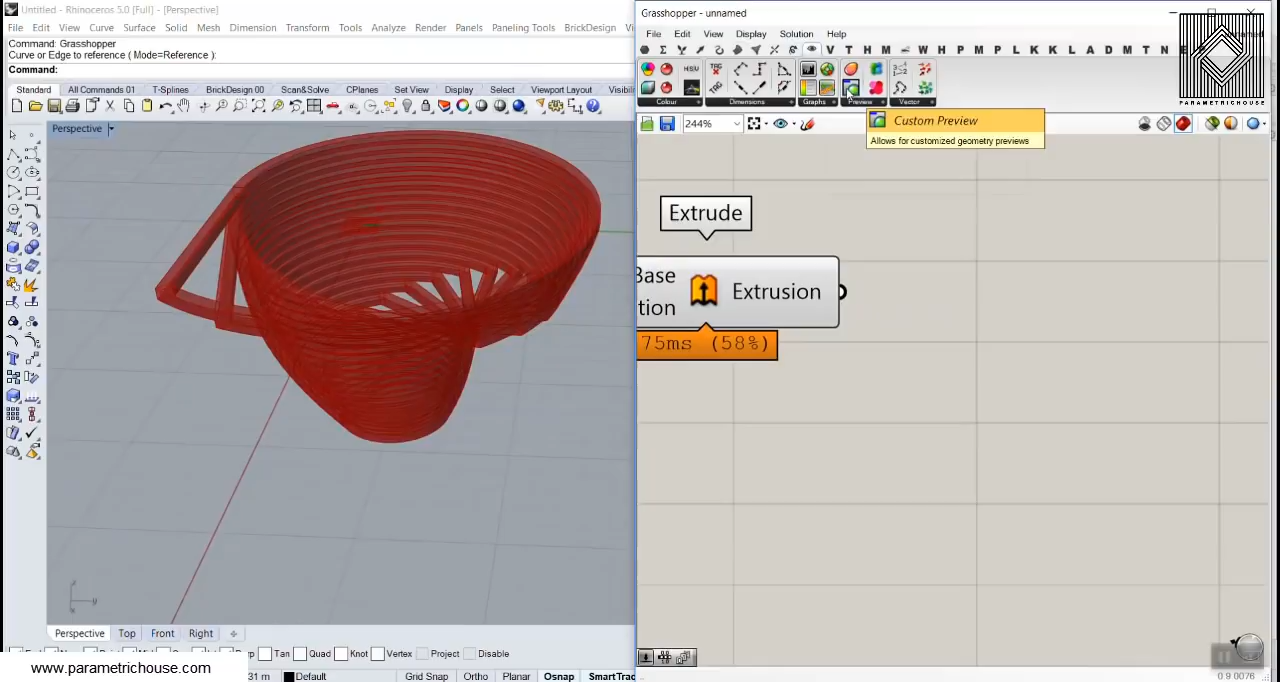 Untitled - Rhinoceros 5.0 [Full] - [Perspective]
File Edit View Curve Surface Solid Mesh Dimension Transform Tools Analyze Render Panels Paneling Tools BrickDesign
Command: Grasshopper
Curve or Edge to reference ( Mode=Reference ):
Command:
Standard All Commands 01 T-Splines BrickDesign 00 Scan&Solve CPlanes Set View Display Select Viewport Layout
Perspective
Perspective Top Front Right
Tan Quad Knot Vertex Project Disable
Default Grid Snap Ortho Planar Osnap
www.parametrichouse.com
Grasshopper - unnamed
File Edit View Display Solution Help
V T H M W H P M P L K L A D M T N
Colour Dimensions Graphs Preview Vector
PARAMETRICHOUSE
244%
Custom Preview
Allows for customized geometry previews
Extrude
Base
tion
Extrusion
75ms (58%)
0.9.0076